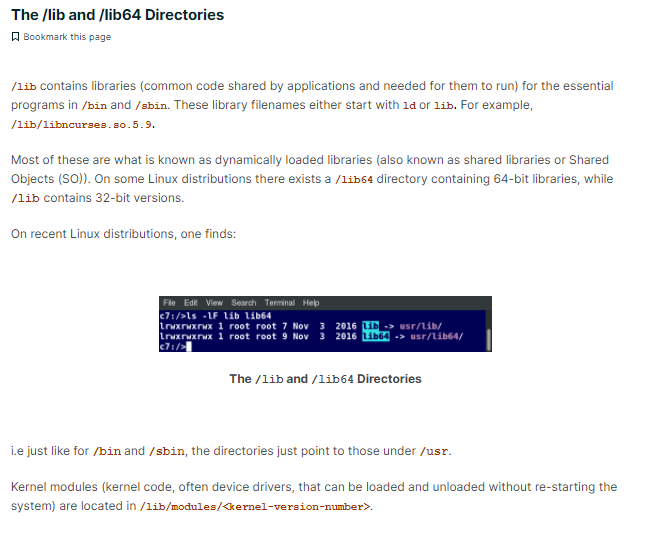 The /lib and /lib64 Directories
Bookmark this page
/lib contains libraries (common code shared by applications and needed for them to run) for the essential
programs in /bin and /sbin. These library filenames either start with ld or lib. For example,
/lib/libncurses.so.5.9.
Most of these are what is known as dynamically loaded libraries (also known as shared libraries or Shared
Objects (SO)). On some Linux distributions there exists a /lib64 directory containing 64-bit libraries, while
/lib contains 32-bit versions.
On recent Linux distributions, one finds:
File Edit View Search Terminal Help
c7:/>ls -lF lib lib64
lrwxrwxrwx 1 root root 7 Nov 3 2016 lib -> usr/lib/
lrwxrwxrwx 1 root root 9 Nov 3 2016 lib64 -> usr/lib64/
c7:/>
The /lib and /lib64 Directories
i.e just like for /bin and /sbin, the directories just point to those under /usr.
Kernel modules (kernel code, often device drivers, that can be loaded and unloaded without re-starting the
system) are located in /lib/modules/<kernel-version-number>.